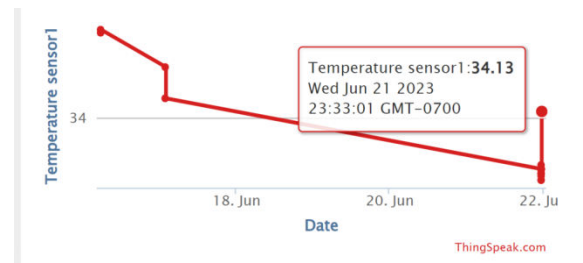 Temperature sensor1
Temperature sensor1:34.13
Wed Jun 21 2023
23:33:01 GMT-0700
34
18. Jun
20. Jun
22. Ju
Date
ThingSpeak.com